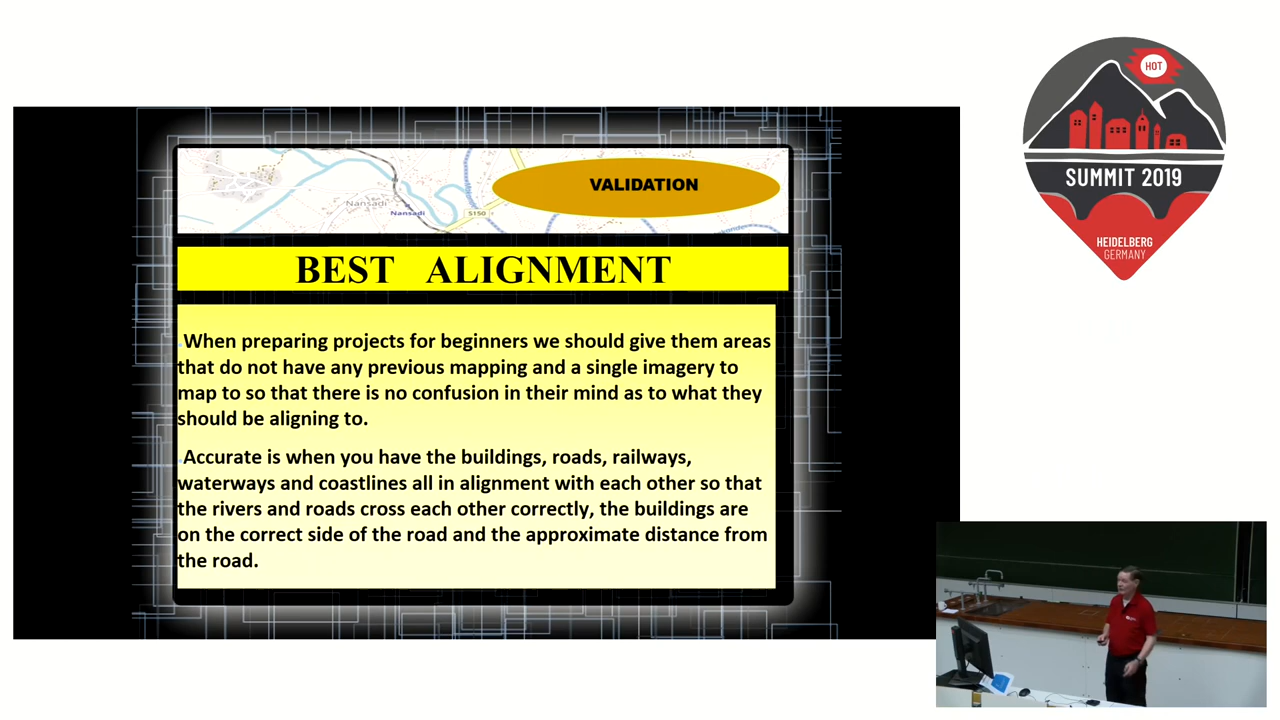 HOT
SUMMIT 2019
HEIDELBERG
GERMANY
VALIDATION
Nansadi
Nansadi
S150
BEST ALIGNMENT
When preparing projects for beginners we should give them areas
that do not have any previous mapping and a single imagery to
map to so that there is no confusion in their mind as to what they
should be aligning to.
Accurate is when you have the buildings, roads, railways,
waterways and coastlines all in alignment with each other so that
the rivers and roads cross each other correctly, the buildings are
on the correct side of the road and the approximate distance from
the road.